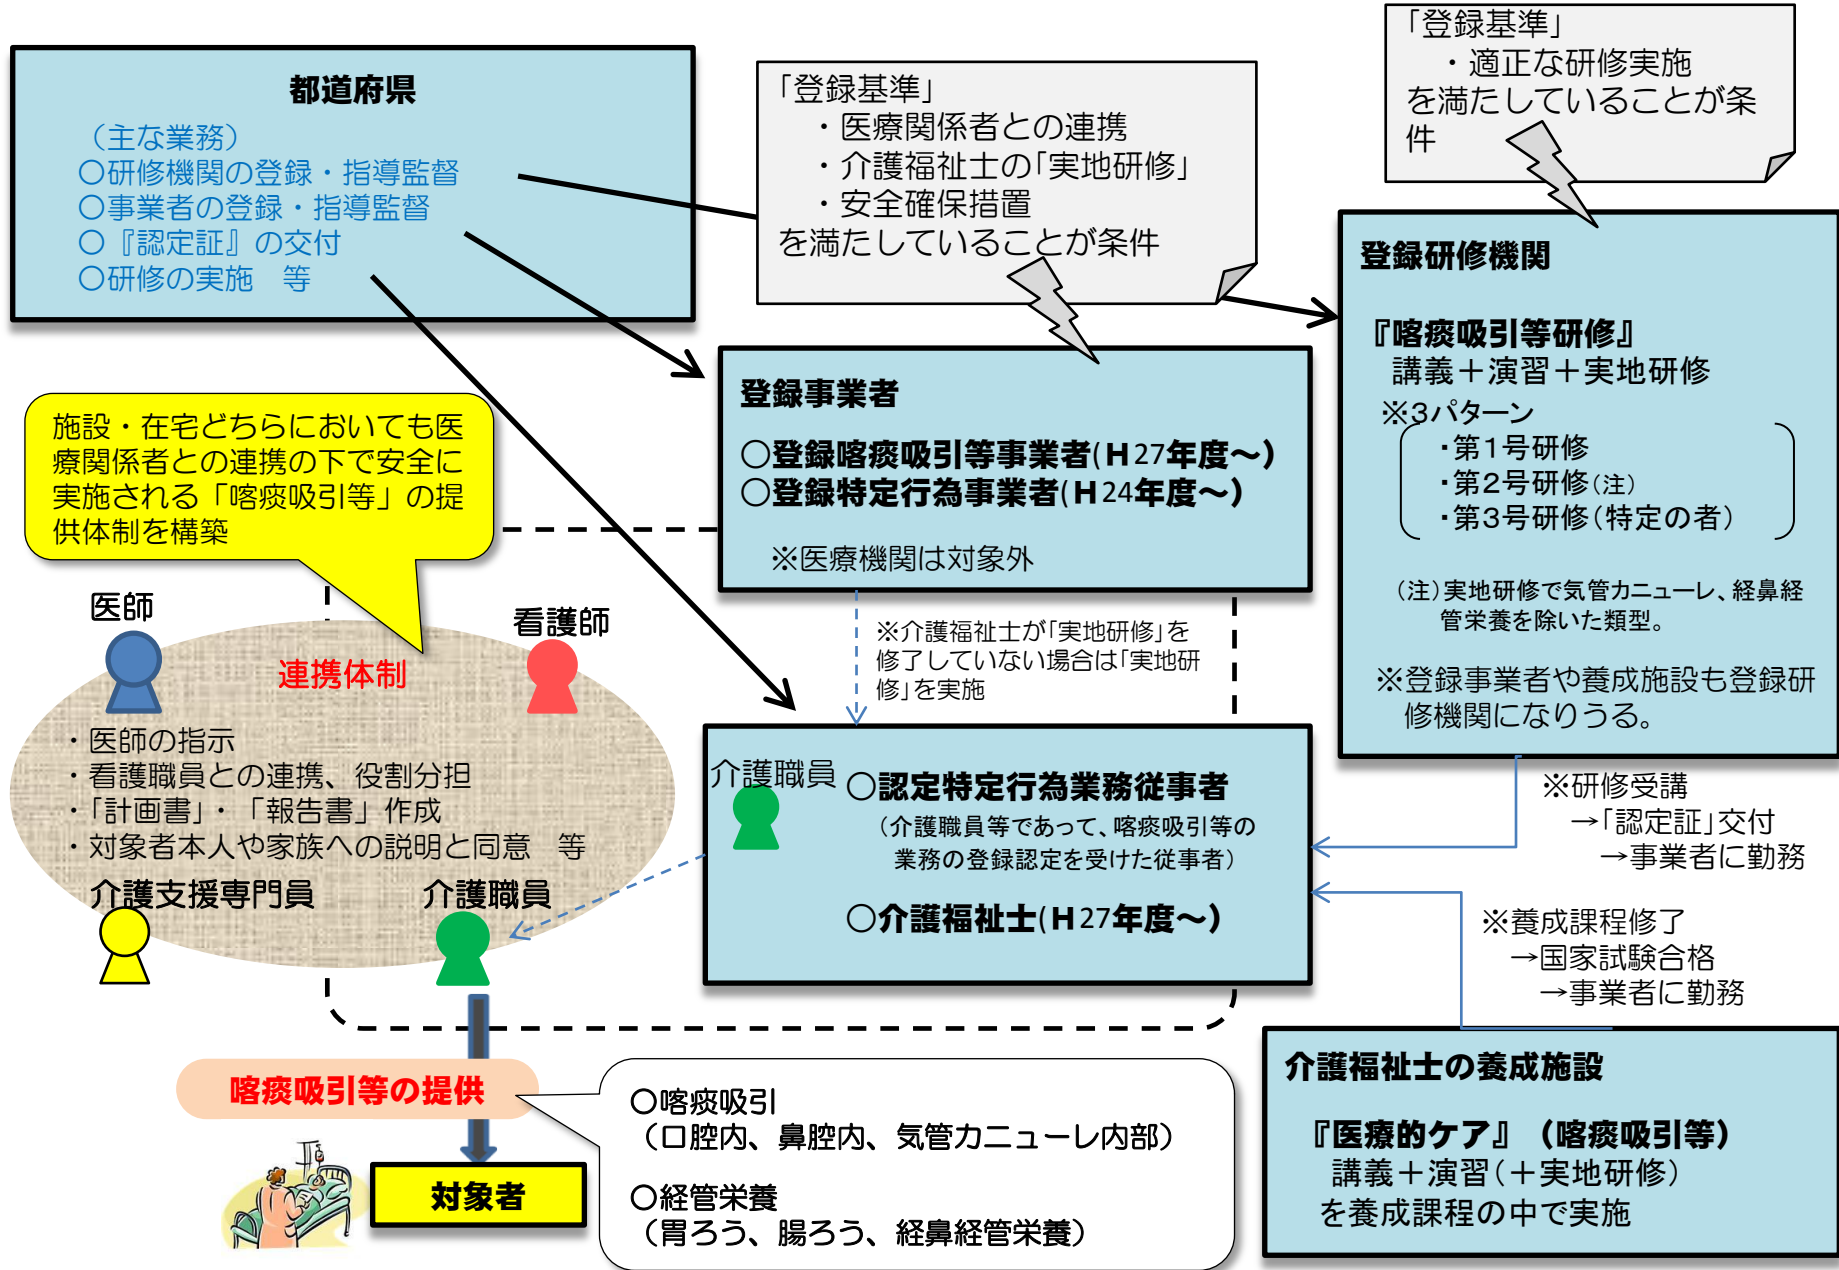 都道府県
（主な業務）
○研修機関の登録・指導監督
○事業者の登録・指導監督
○『認定証』の交付
○研修の実施　等
「登録基準」
・医療関係者との連携
・介護福祉士の「実地研修」
・安全確保措置
を満たしていることが条件
「登録基準」
・適正な研修実施
を満たしていることが条
件
登録研修機関
『喀痰吸引等研修』
講義＋演習＋実地研修
※3パターン
・第1号研修
・第2号研修（注）
・第3号研修（特定の者）
（注）実地研修で気管カニューレ、経鼻経
管栄養を除いた類型。
※登録事業者や養成施設も登録研
修機関になりうる。
登録事業者
○登録喀痰吸引等事業者(Ｈ27年度～)
○登録特定行為事業者(Ｈ24年度～)
※医療機関は対象外
施設・在宅どちらにおいても医
療関係者との連携の下で安全に
実施される「喀痰吸引等」の提
供体制を構築
医師
看護師
連携体制
・医師の指示
・看護職員との連携、役割分担
・「計画書」・「報告書」作成
・対象者本人や家族への説明と同意　等
介護支援専門員
介護職員
※介護福祉士が「実地研修」を
修了していない場合は「実地研
修」を実施
介護職員
○認定特定行為業務従事者
（介護職員等であって、喀痰吸引等の
業務の登録認定を受けた従事者）
○介護福祉士(Ｈ27年度～)
※研修受講
→「認定証」交付
→事業者に勤務
※養成課程修了
→国家試験合格
→事業者に勤務
喀痰吸引等の提供
対象者
○喀痰吸引
（口腔内、鼻腔内、気管カニューレ内部）
○経管栄養
（胃ろう、腸ろう、経鼻経管栄養）
介護福祉士の養成施設
『医療的ケア』（喀痰吸引等）
講義＋演習（＋実地研修）
を養成課程の中で実施